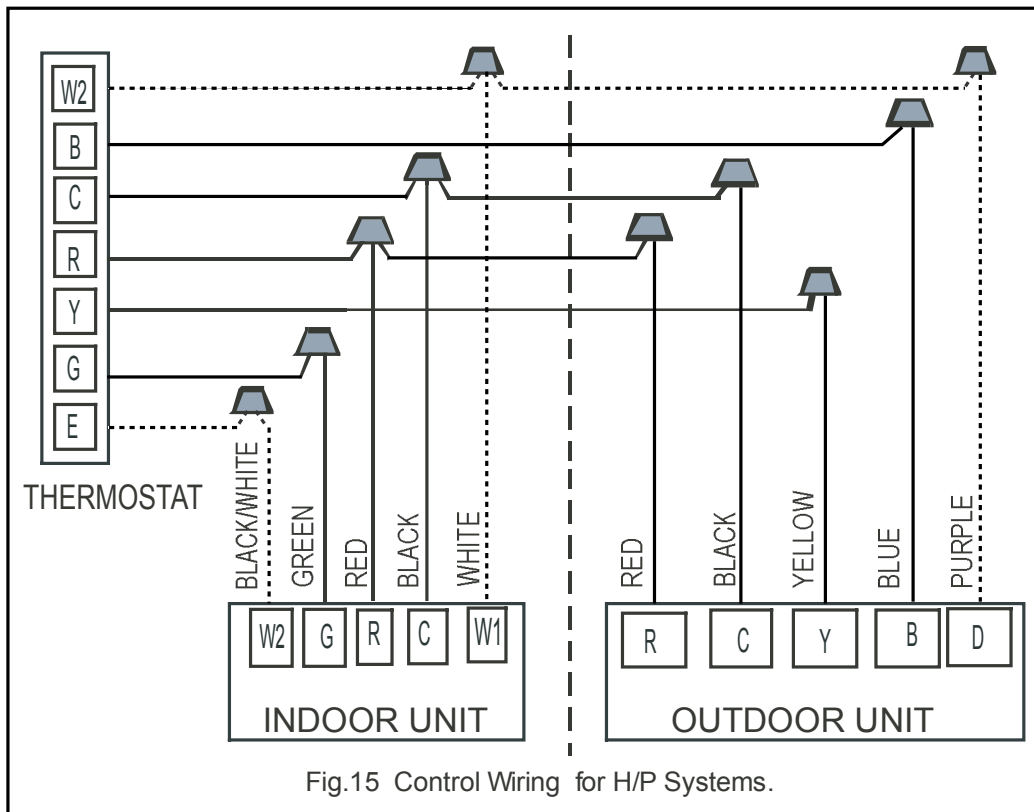 W2
B
C
R
Y
G
E
THERMOSTAT
BLACK/WHITE
GREEN
RED
BLACK
WHITE
RED
BLACK
YELLOW
BLUE
PURPLE
W2 G R C W1
R C Y B D
INDOOR UNIT
OUTDOOR UNIT
Fig.15 Control Wiring for H/P Systems.